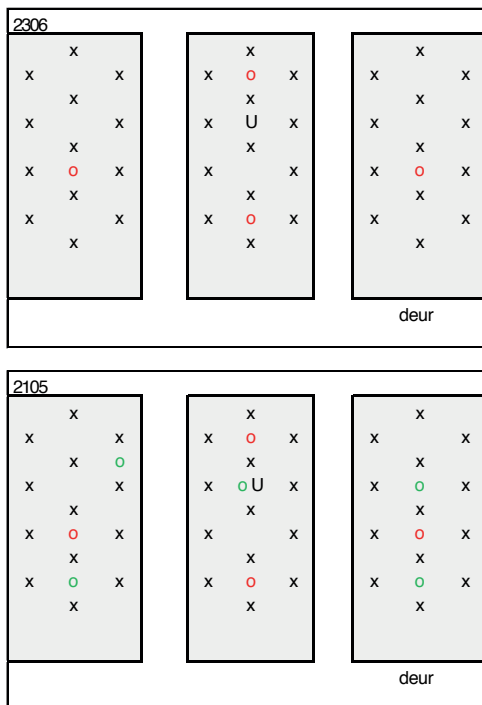 2306
x x x
x x x o x x x
x x x
x x x U x x x
x x x
x o x x x x o x
x x x
x x x o x x x
x x x
deur
2105
x x x
x x x o x x x
x o x x
x x x o U x x o x
x x x
x o x x x x o x
x x x
x o x x o x x o x
x x x
deur